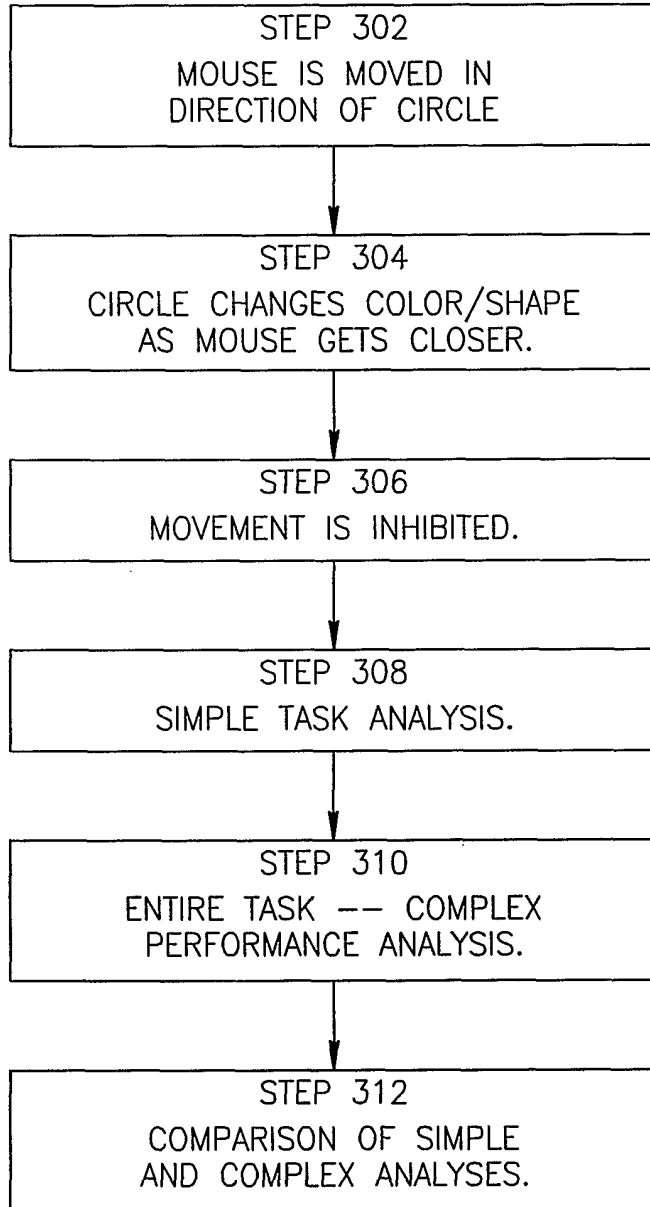 STEP 302
MOUSE IS MOVED IN
DIRECTION OF CIRCLE
STEP 304
CIRCLE CHANGES COLOR/SHAPE
AS MOUSE GETS CLOSER.
STEP 306
MOVEMENT IS INHIBITED.
STEP 308
SIMPLE TASK ANALYSIS.
STEP 310
ENTIRE TASK -- COMPLEX
PERFORMANCE ANALYSIS.
STEP 312
COMPARISON OF SIMPLE
AND COMPLEX ANALYSES.